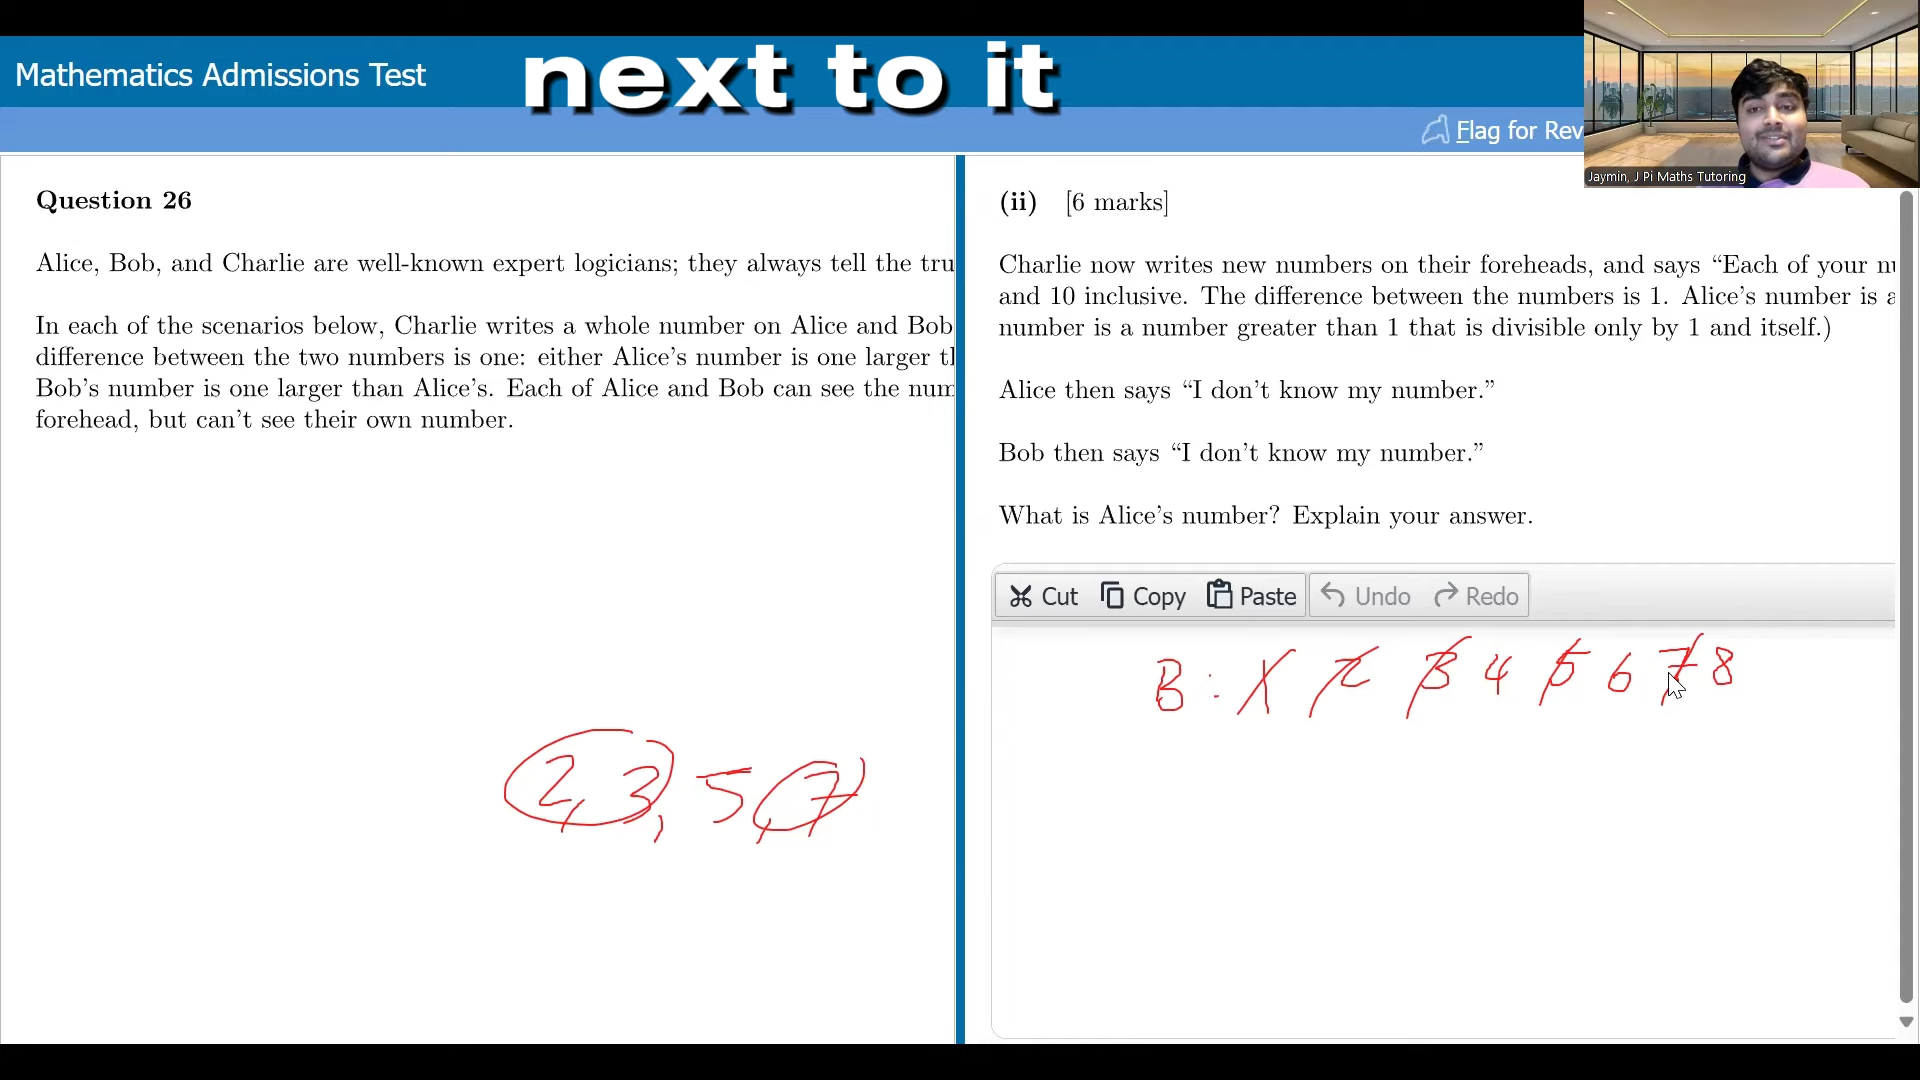 next to it
Mathematics Admissions Test
Flag for Rev
Jaymin, J Pi Maths Tutoring
Question 26
Alice, Bob, and Charlie are well-known expert logicians; they always tell the tru
In each of the scenarios below, Charlie writes a whole number on Alice and Bob
difference between the two numbers is one: either Alice's number is one larger th
Bob's number is one larger than Alice's. Each of Alice and Bob can see the num
forehead, but can't see their own number.
2, 3, 5, 7
(ii) [6 marks]
Charlie now writes new numbers on their foreheads, and says “Each of your nu
and 10 inclusive. The difference between the numbers is 1. Alice's number is a
number is a number greater than 1 that is divisible only by 1 and itself.)
Alice then says “I don't know my number.”
Bob then says “I don't know my number.”
What is Alice's number? Explain your answer.
Cut Copy Paste Undo Redo
B : 1 2 3 4 5 6 7 8